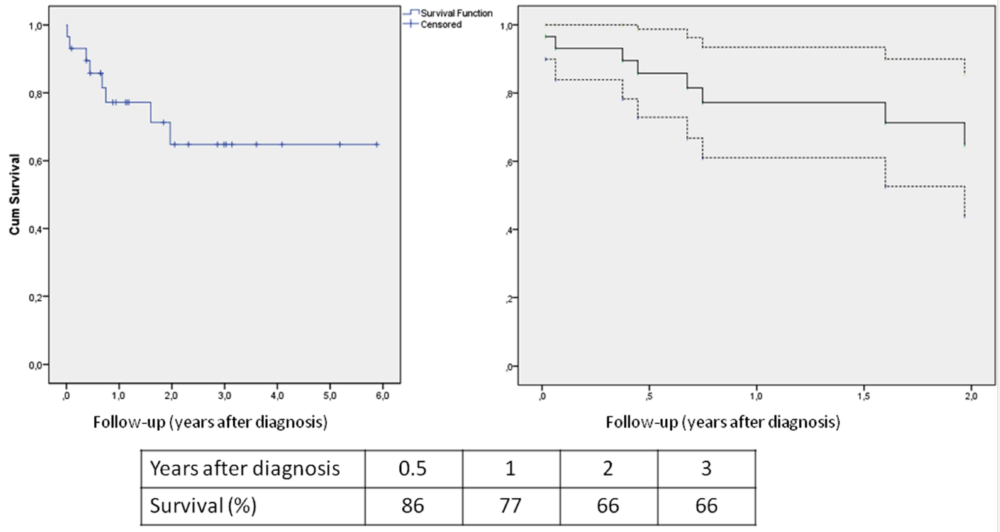 Survival Function
Censored
Cum Survival
1,0
0,8
0,6
0,4
0,2
0,0
,0 1,0 2,0 3,0 4,0 5,0 6,0
Follow-up (years after diagnosis)
1,0
,8
,6
,4
,2
,0
,0 ,5 1,0 1,5 2,0
Follow-up (years after diagnosis)
Years after diagnosis 0.5 1 2 3
Survival (%) 86 77 66 66